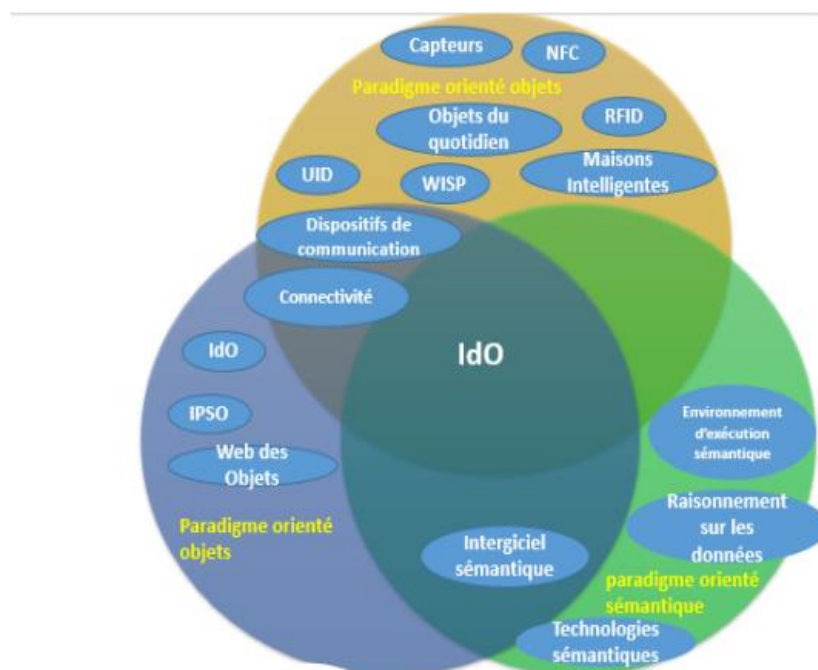 Capteurs
NFC
Paradigme orienté objets
Objets du
quotidien
RFID
Maisons
Intelligentes
UID
WISP
Dispositifs de
communication
Connectivité
IdO
IdO
IPSO
Web des
Objets
Environnement
d'exécution
sémantique
Raisonnement
sur les
données
Paradigme orienté
objets
Intergiciel
sémantique
paradigme orienté
sémantique
Technologies
sémantiques